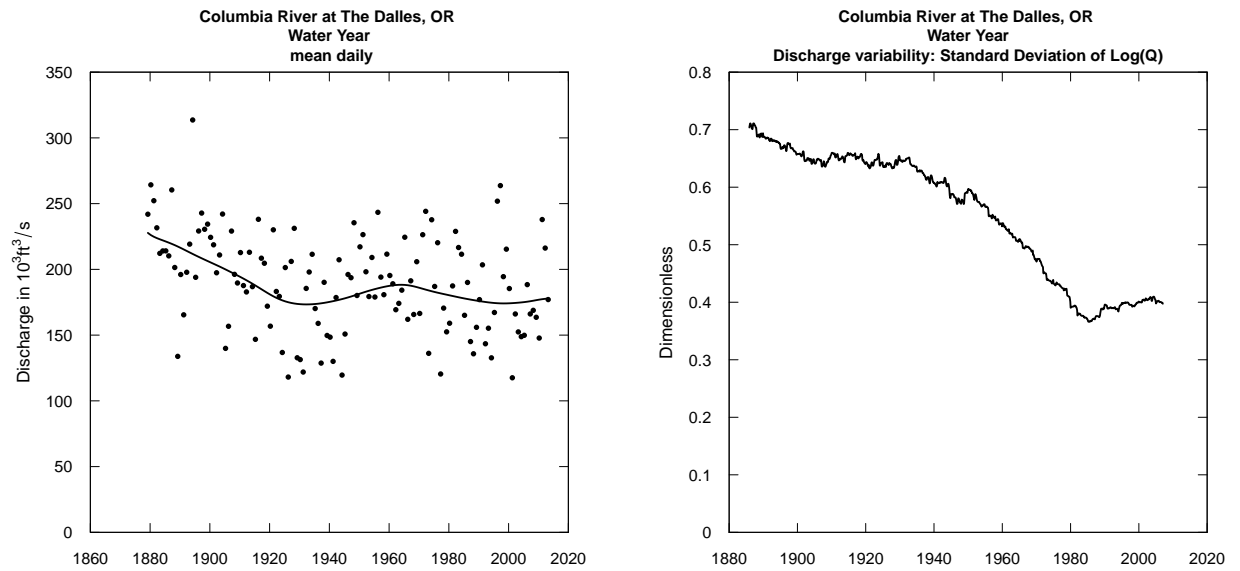 Columbia River at The Dalles, OR
Water Year
mean daily
350
300
250
200
150
100
50
0
Discharge in 10³ft³/s
1860 1880 1900 1920 1940 1960 1980 2000 2020
Columbia River at The Dalles, OR
Water Year
Discharge variability: Standard Deviation of Log(Q)
0.8
0.7
0.6
0.5
0.4
0.3
0.2
0.1
0
Dimensionless
1880 1900 1920 1940 1960 1980 2000 2020